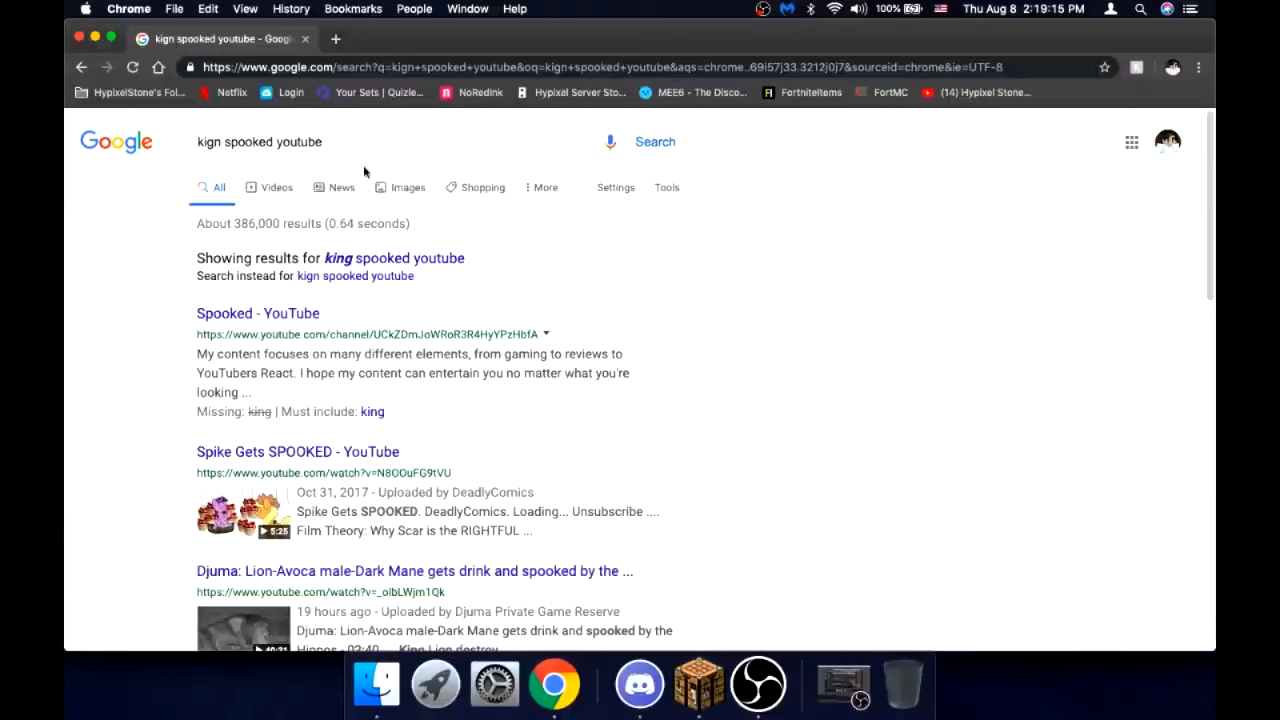 Chrome File Edit View History Bookmarks People Window Help 100% Thu Aug 8 2:19:15 PM
kign spooked youtube - Googl
https://www.google.com/search?q=kign+spooked+youtube&oq=kign+spooked+youtube&aqs=chrome..69i57j33.3212j0j7&sourceid=chrome&ie=UTF-8
HypixelStone's Fol... Netflix Login Your Sets | Quizle... NoRedink Hypixel Server Sto... MEE6 - The Disco... FortniteItems FortMC (14) Hypixel Stone...
Google kign spooked youtube Search
All Videos News Images Shopping More Settings Tools
About 386,000 results (0.64 seconds)
Showing results for king spooked youtube
Search instead for kign spooked youtube
Spooked - YouTube
https://www.youtube.com/channel/UCkZDmJoWRoR3R4HyYPzHbfA
My content focuses on many different elements, from gaming to reviews to
YouTubers React. I hope my content can entertain you no matter what you're
looking ...
Missing: king | Must include: king
Spike Gets SPOOKED - YouTube
https://www.youtube.com/watch?v=N8OOuFG9tVU
Oct 31, 2017 - Uploaded by DeadlyComics
Spike Gets SPOOKED. DeadlyComics. Loading... Unsubscribe ....
5:25 Film Theory: Why Scar is the RIGHTFUL ...
Djuma: Lion-Avoca male-Dark Mane gets drink and spooked by the ...
https://www.youtube.com/watch?v=_olbLWjm1Qk
19 hours ago - Uploaded by Djuma Private Game Reserve
Djuma: Lion-Avoca male-Dark Mane gets drink and spooked by the
Hippos - 02:40 ... King Lion destroy